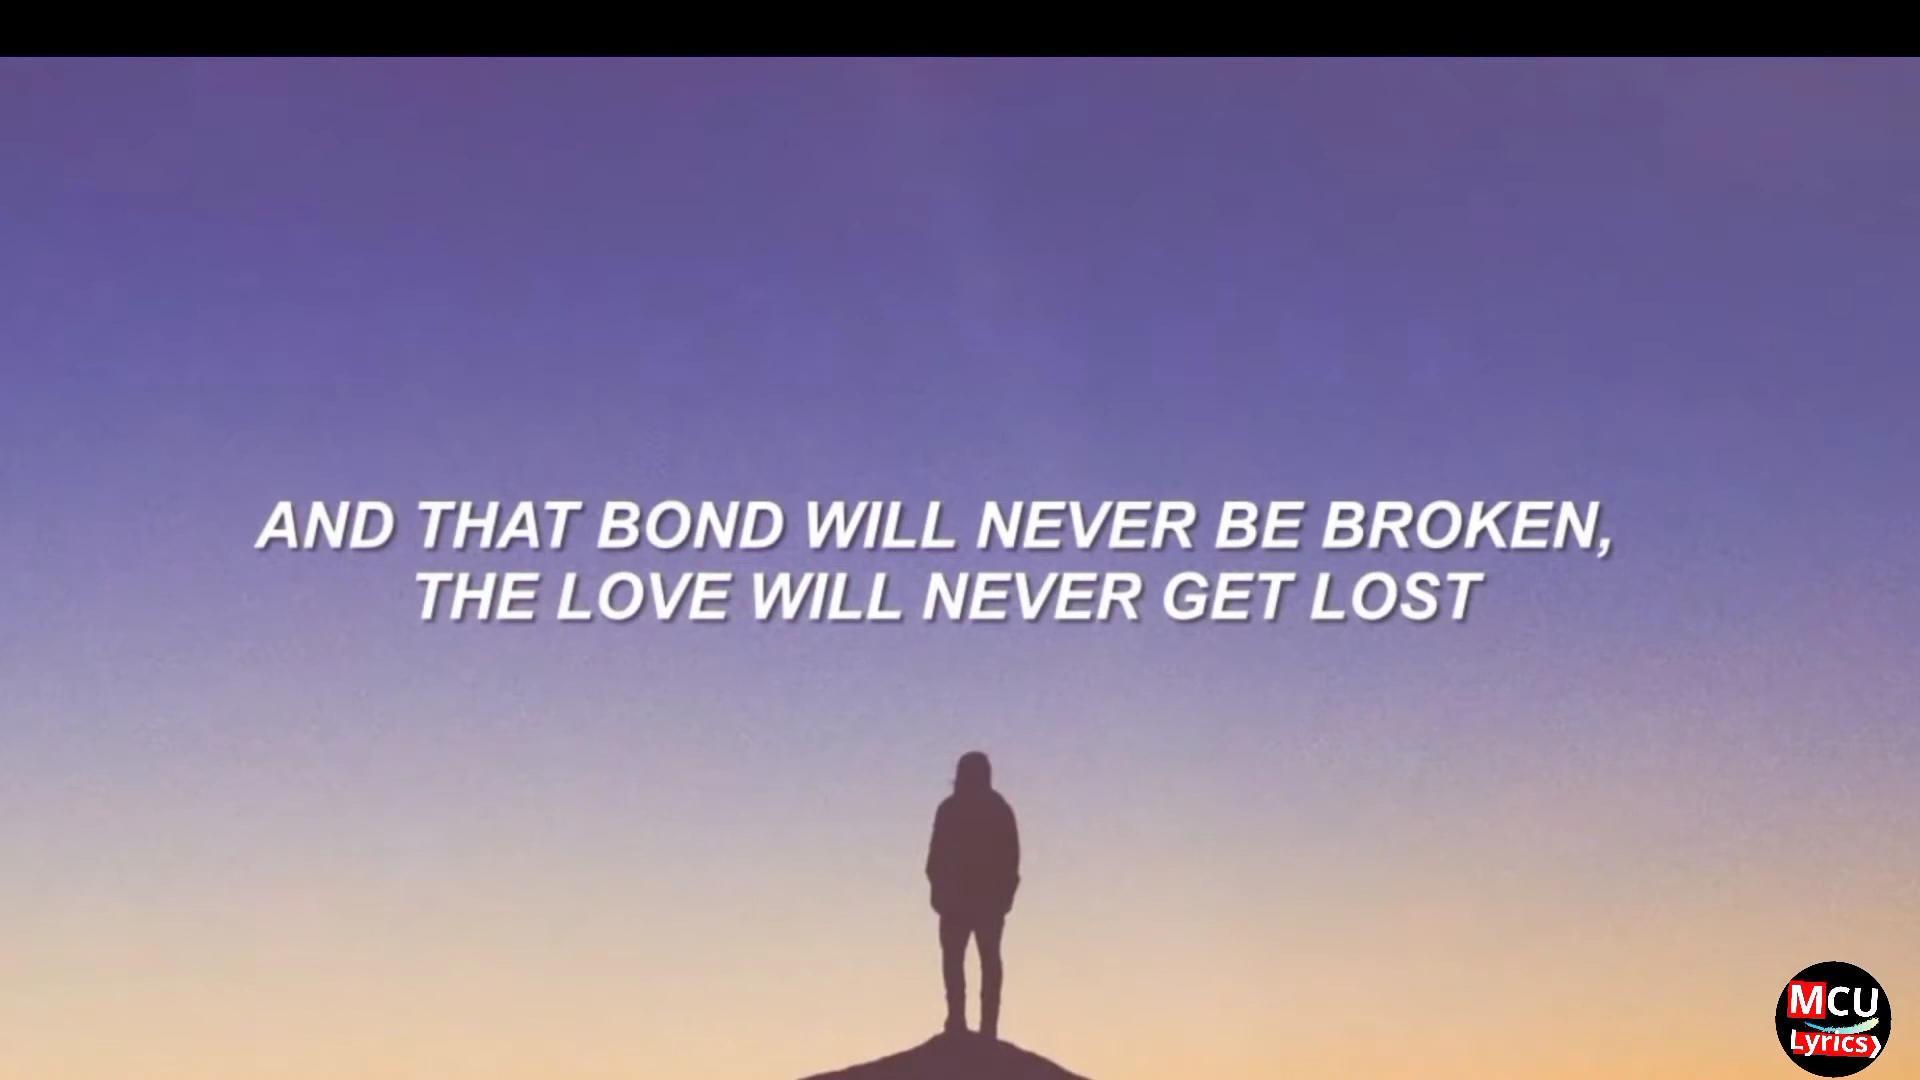 AND THAT BOND WILL NEVER BE BROKEN,
THE LOVE WILL NEVER GET LOST
MCU
Lyrics